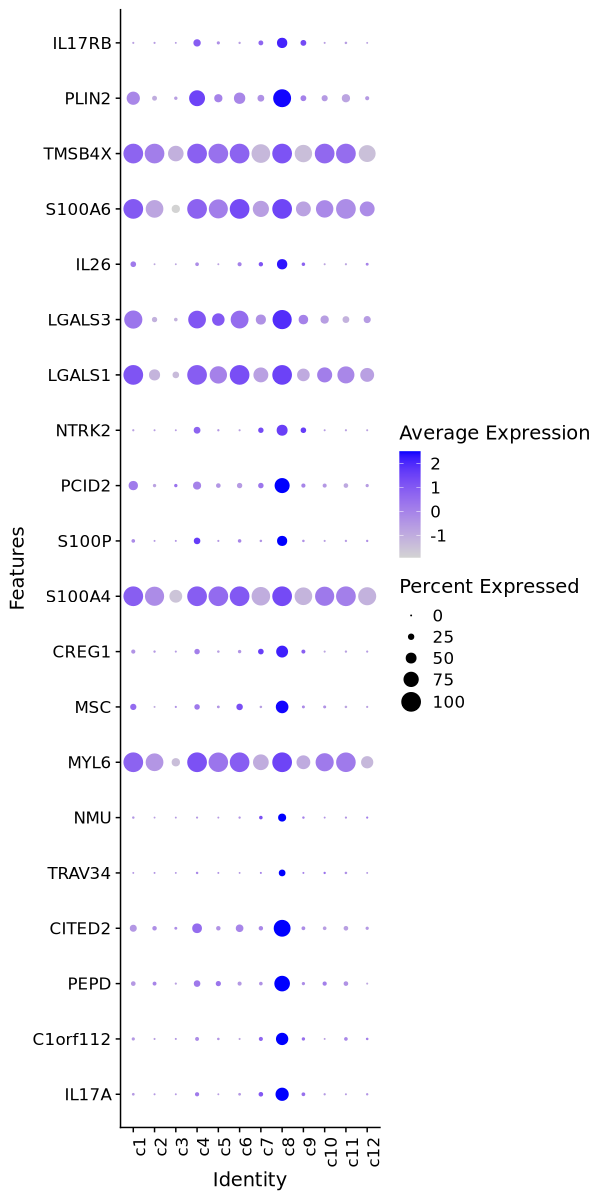 IL17RB
PLIN2
TMSB4X
S100A6
IL26
LGALS3
LGALS1
NTRK2
PCID2
S100P
S100A4
CREG1
MSC
MYL6
NMU
TRAV34
CITED2
PEPD
C1orf112
IL17A
Features
c1 c2 c3 c4 c5 c6 c7 c8 c9 c10 c11 c12
Identity
Average Expression
2
1
0
-1
Percent Expressed
0
25
50
75
100